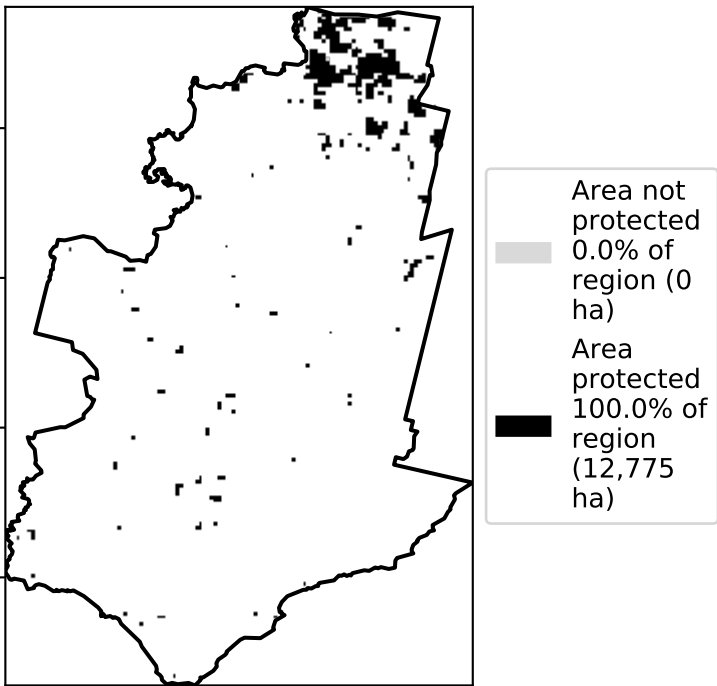 Area not
protected
0.0% of
region (0
ha)
Area
protected
100.0% of
region
(12,775
ha)